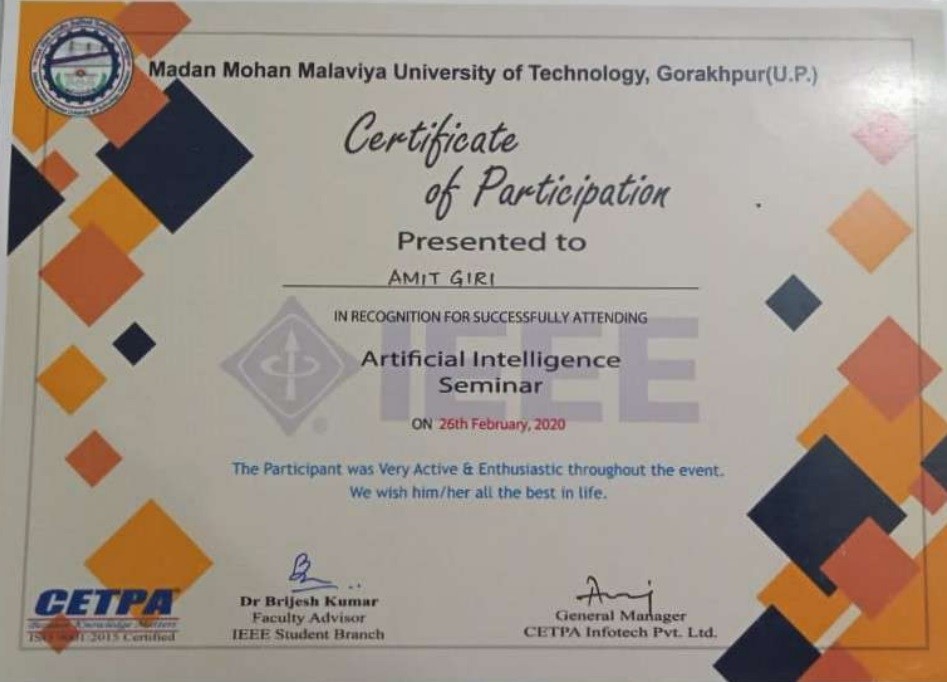 Madan Mohan Malaviya University of Technology, Gorakhpur(U.P.)
Certificate
of Participation
Presented to
AMIT GIRI
IN RECOGNITION FOR SUCCESSFULLY ATTENDING
IEEE
Artificial Intelligence
Seminar
ON 26th February, 2020
The Participant was Very Active & Enthusiastic throughout the event.
We wish him/her all the best in life.
CETPA
Because Knowledge Matters
ISO 9001:2015 Certified
Dr Brijesh Kumar
Faculty Advisor
IEEE Student Branch
General Manager
CETPA Infotech Pvt. Ltd.